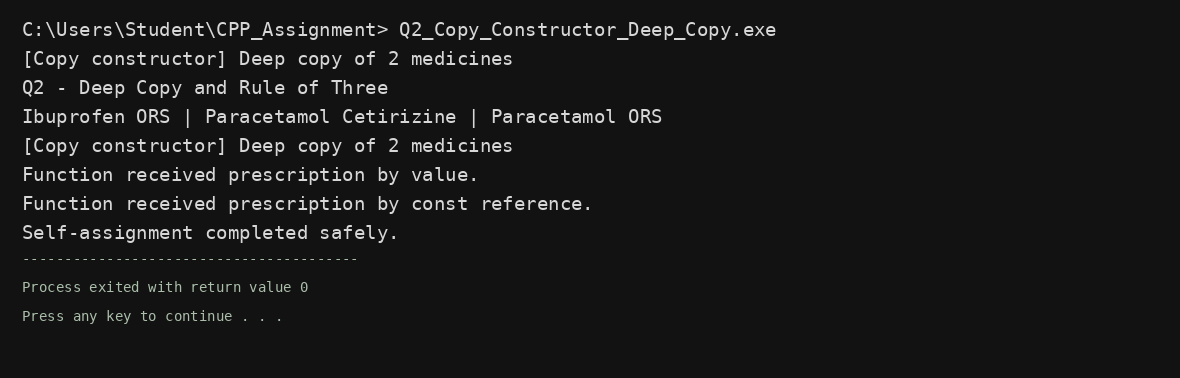 C:\Users\Student\CPP_Assignment> Q2_Copy_Constructor_Deep_Copy.exe
[Copy constructor] Deep copy of 2 medicines
Q2 - Deep Copy and Rule of Three
Ibuprofen ORS | Paracetamol Cetirizine | Paracetamol ORS
[Copy constructor] Deep copy of 2 medicines
Function received prescription by value.
Function received prescription by const reference.
Self-assignment completed safely.
----------------------------------------
Process exited with return value 0
Press any key to continue . . .